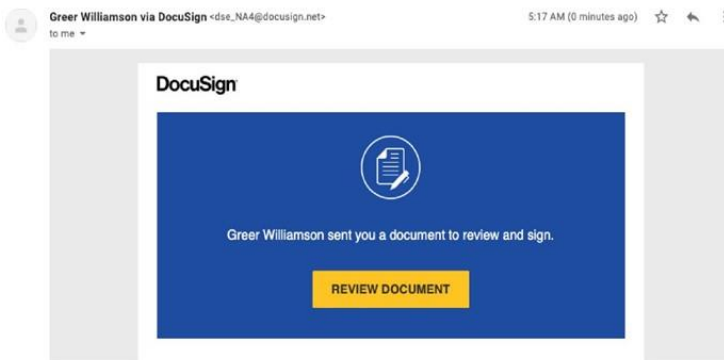 Greer Williamson via DocuSign <dse_NA4@docusign.net>
5:17 AM (0 minutes ago)
to me
DocuSign
Greer Williamson sent you a document to review and sign.
REVIEW DOCUMENT